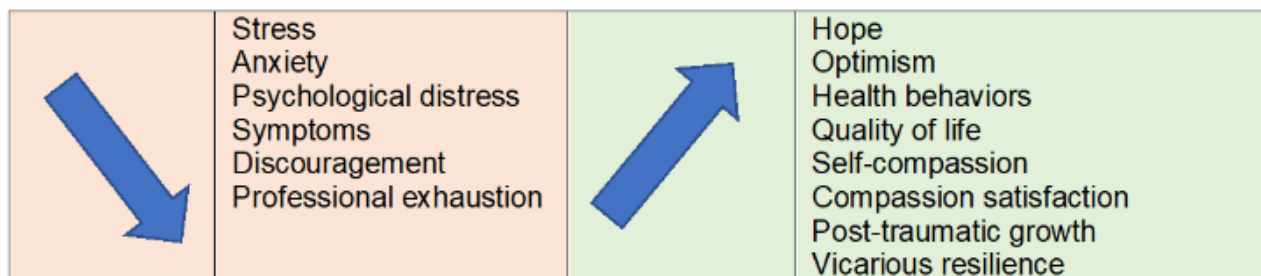 Stress
Anxiety
Psychological distress
Symptoms
Discouragement
Professional exhaustion
Hope
Optimism
Health behaviors
Quality of life
Self-compassion
Compassion satisfaction
Post-traumatic growth
Vicarious resilience